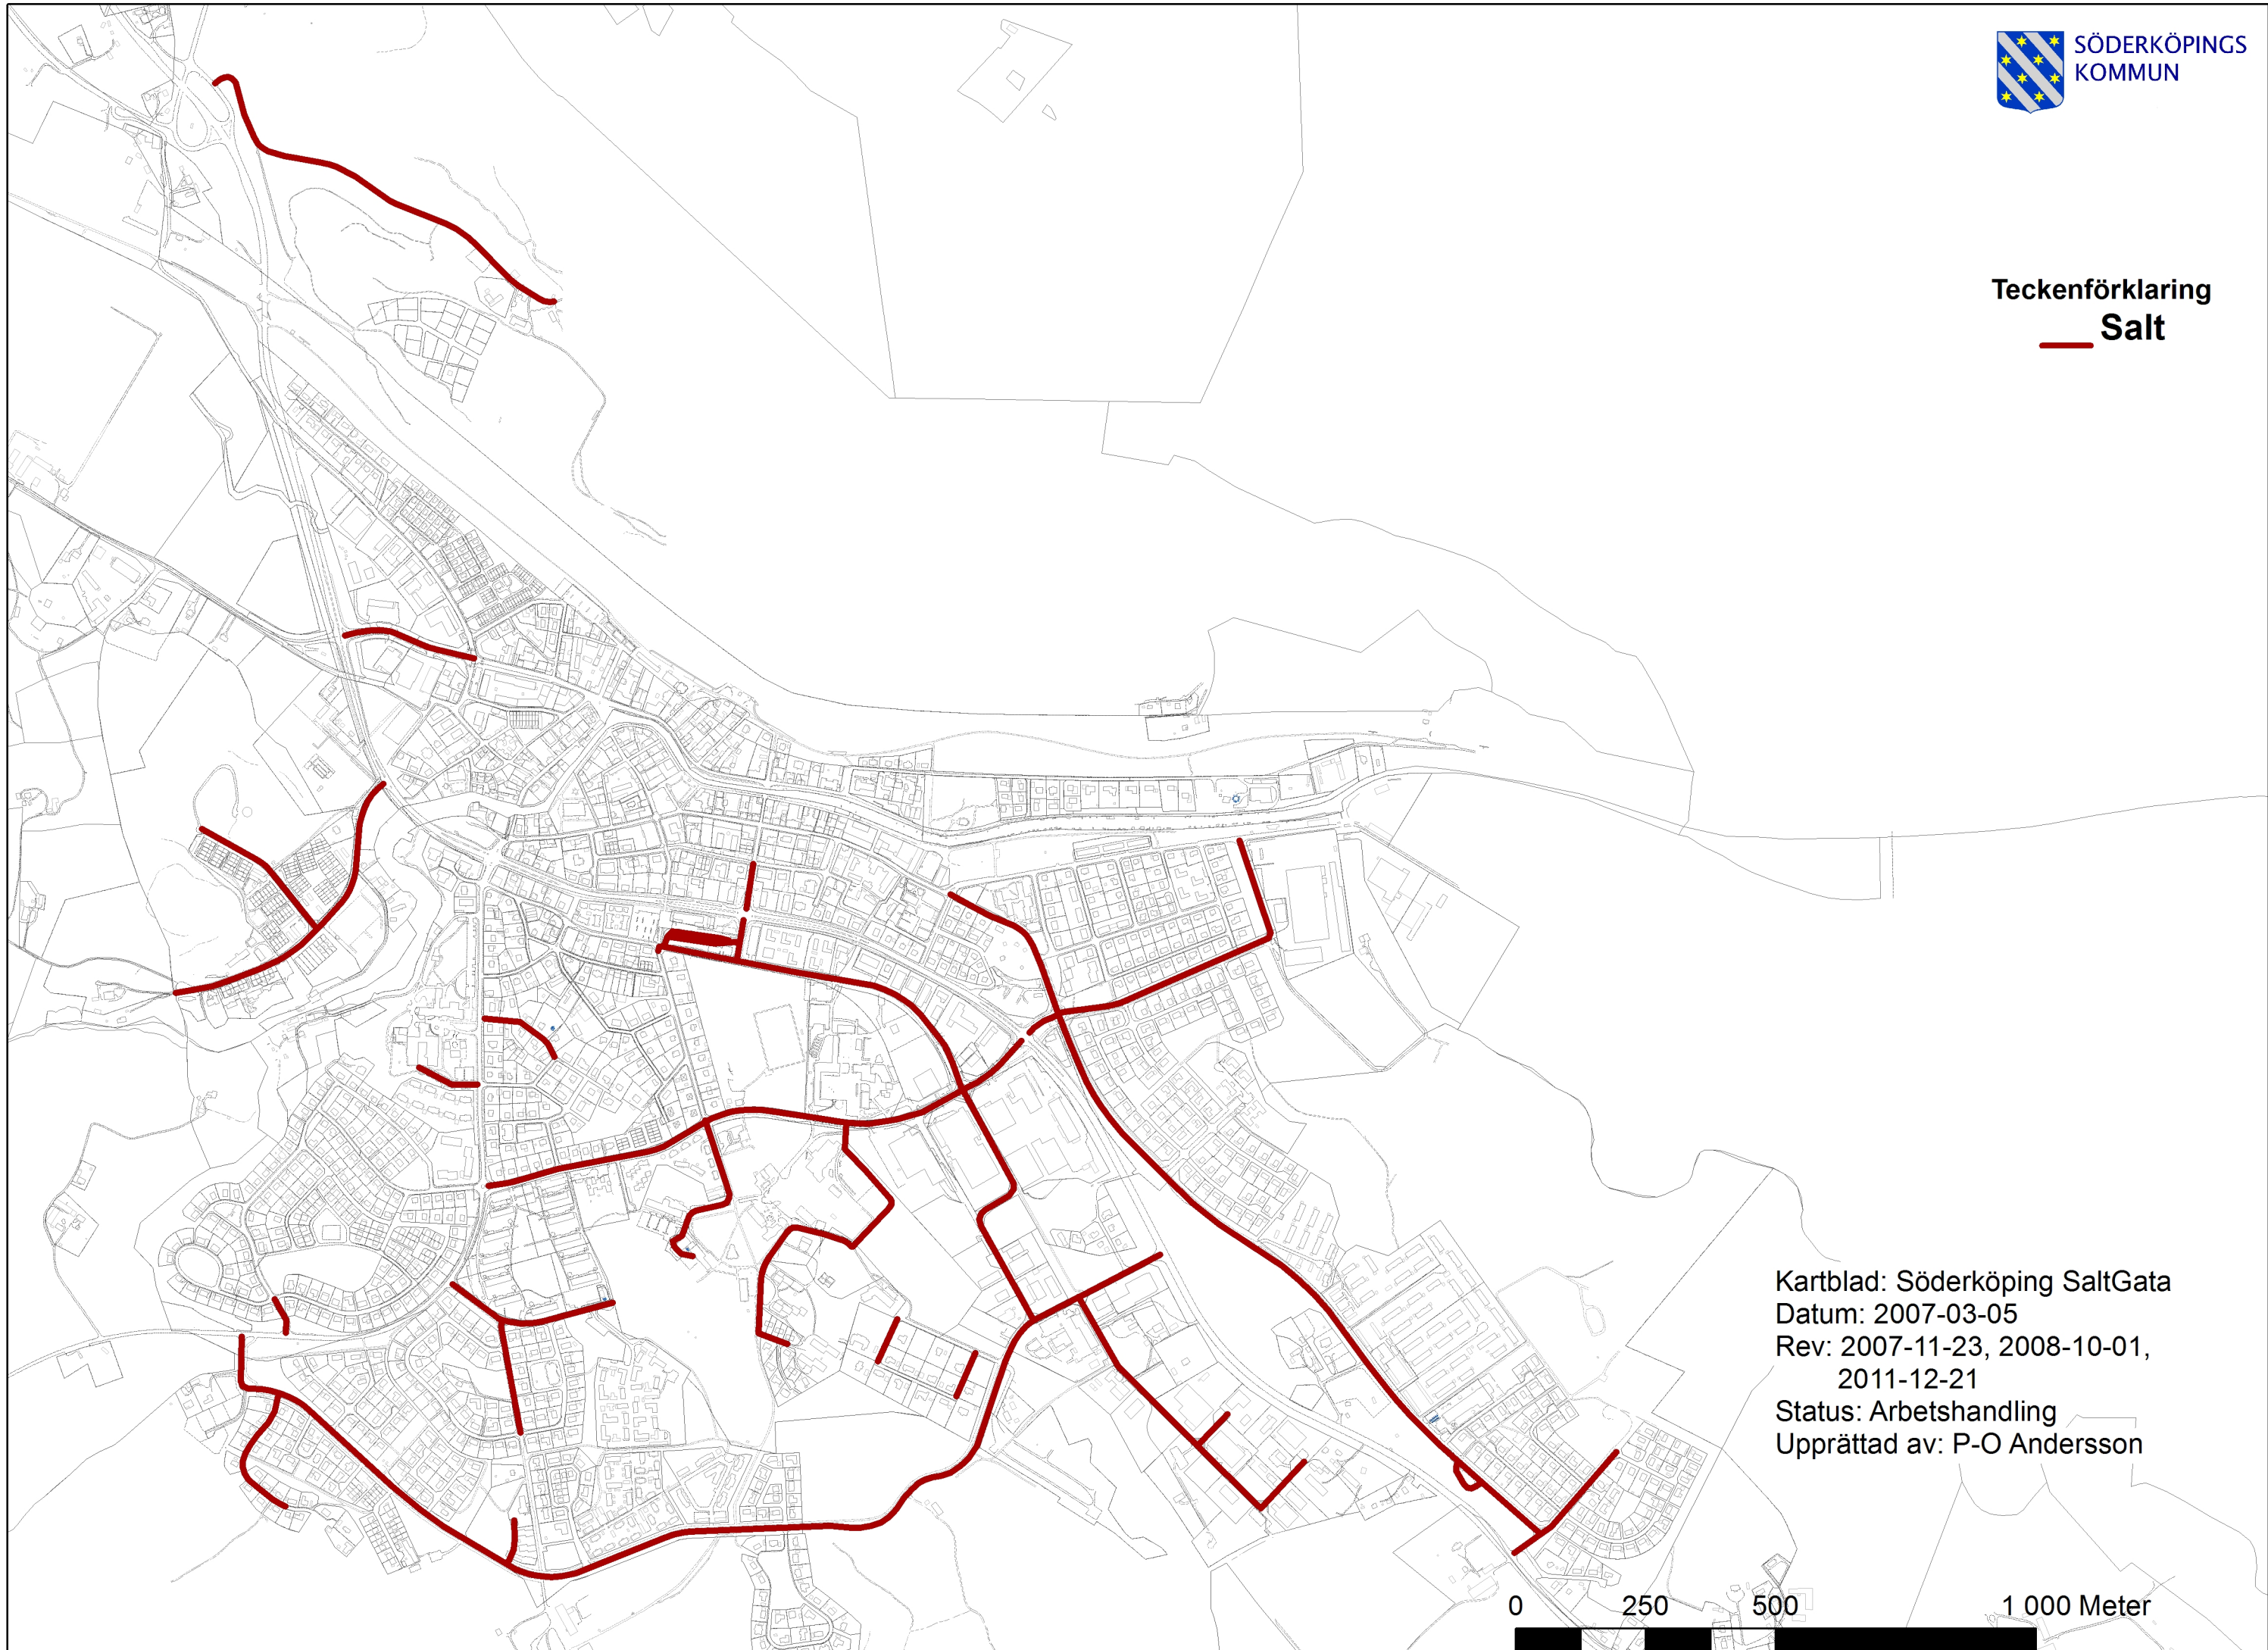 SÖDERKÖPINGS
KOMMUN
Teckenförklaring
Salt
Kartblad: Söderköping SaltGata
Datum: 2007-03-05
Rev: 2007-11-23, 2008-10-01,
2011-12-21
Status: Arbetshandling
Upprättad av: P-O Andersson
0 250 500 1 000 Meter